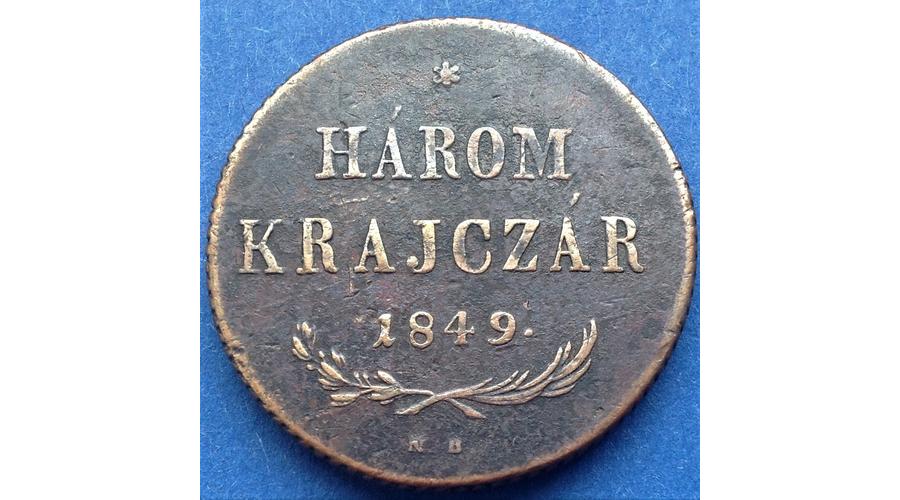 *
HÁROM
KRAJCZÁR
1849.
N B